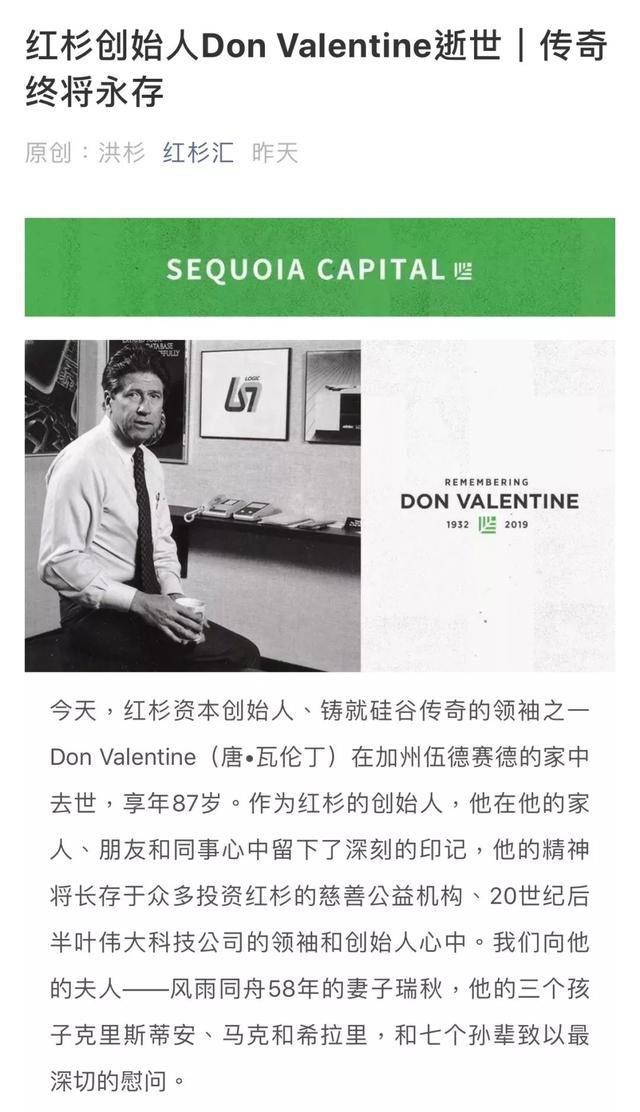 红杉创始人Don Valentine逝世｜传奇
终将永存
原创：洪杉 红杉汇 昨天
SEQUOIA CAPITAL
DATABASE
LOGIC
REMEMBERING
DON VALENTINE
1932 2019
今天，红杉资本创始人、铸就硅谷传奇的领袖之一
Don Valentine（唐•瓦伦丁）在加州伍德赛德的家中
去世，享年87岁。作为红杉的创始人，他在他的家
人、朋友和同事心中留下了深刻的印记，他的精神
将长存于众多投资红杉的慈善公益机构、20世纪后
半叶伟大科技公司的领袖和创始人心中。我们向他
的夫人——风雨同舟58年的妻子瑞秋，他的三个孩
子克里斯蒂安、马克和希拉里，和七个孙辈致以最
深切的慰问。